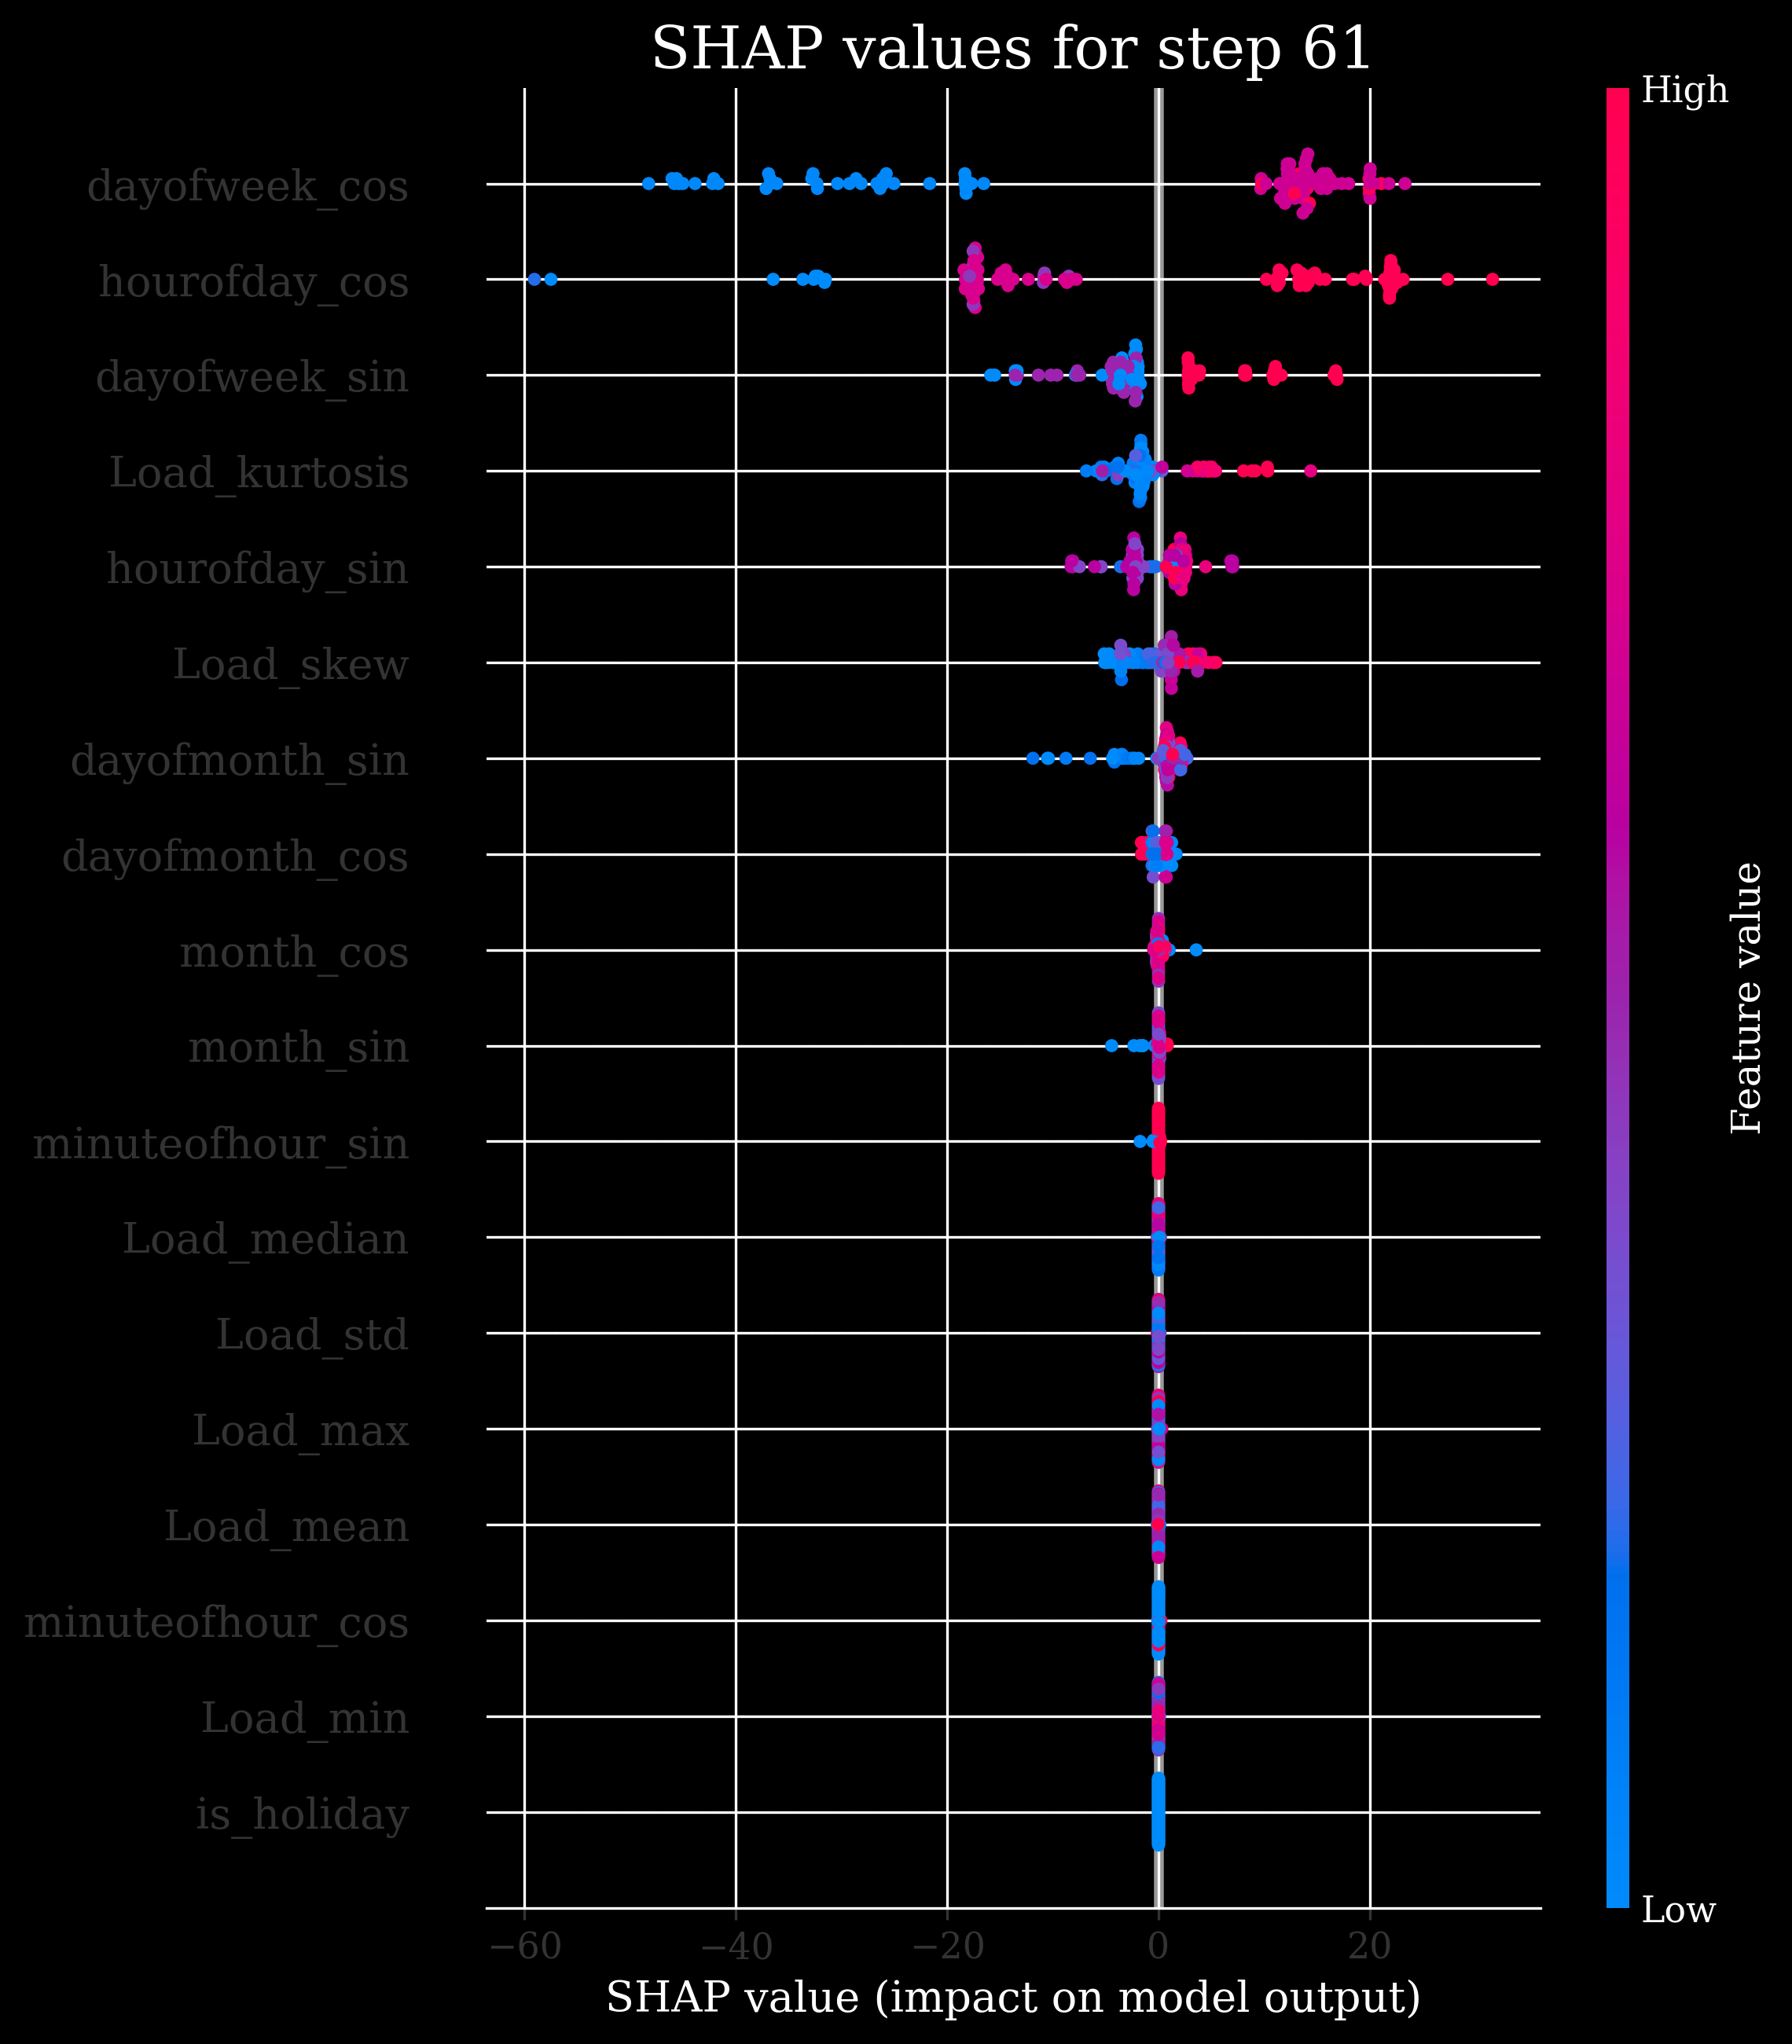 SHAP values for step 61
High
dayofweek_cos
hourofday_cos
dayofweek_sin
Load_kurtosis
hourofday_sin
Load_skew
dayofmonth_sin
dayofmonth_cos
month_cos
month_sin
minuteofhour_sin
Load_median
Load_std
Load_max
Load_mean
minuteofhour_cos
Load_min
is_holiday
Feature value
Low
−60 −40 −20 0 20
SHAP value (impact on model output)